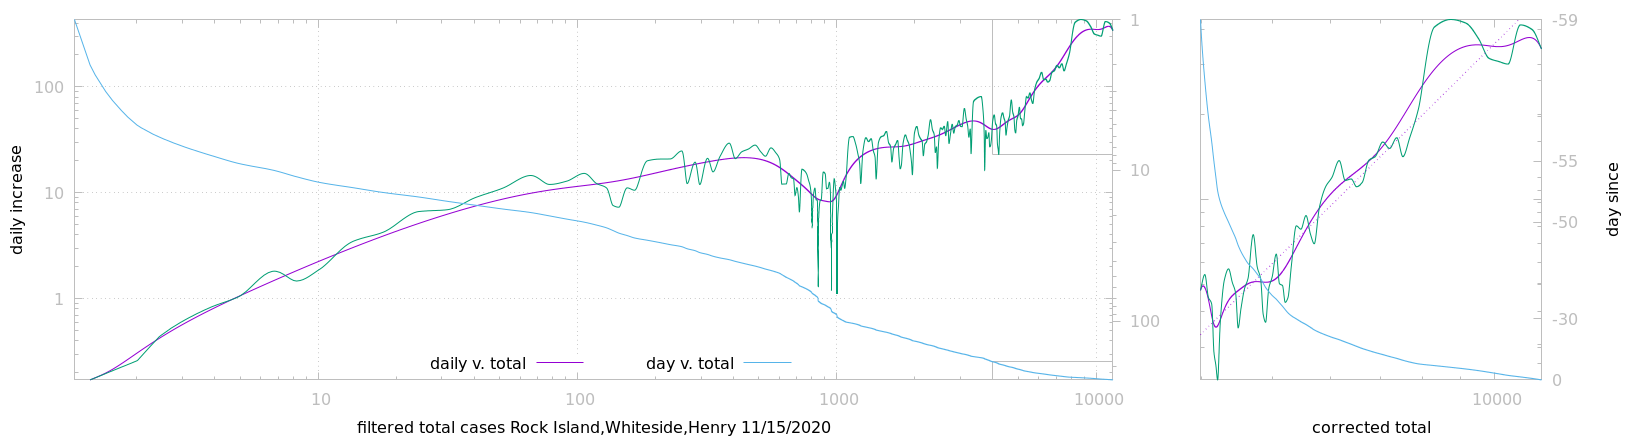 daily increase
100
10
1
daily v. total
day v. total
10
100
1000
10000
filtered total cases Rock Island,Whiteside,Henry 11/15/2020
1
10
100
10000
corrected total
-59
-55
-50
-30
0
day since